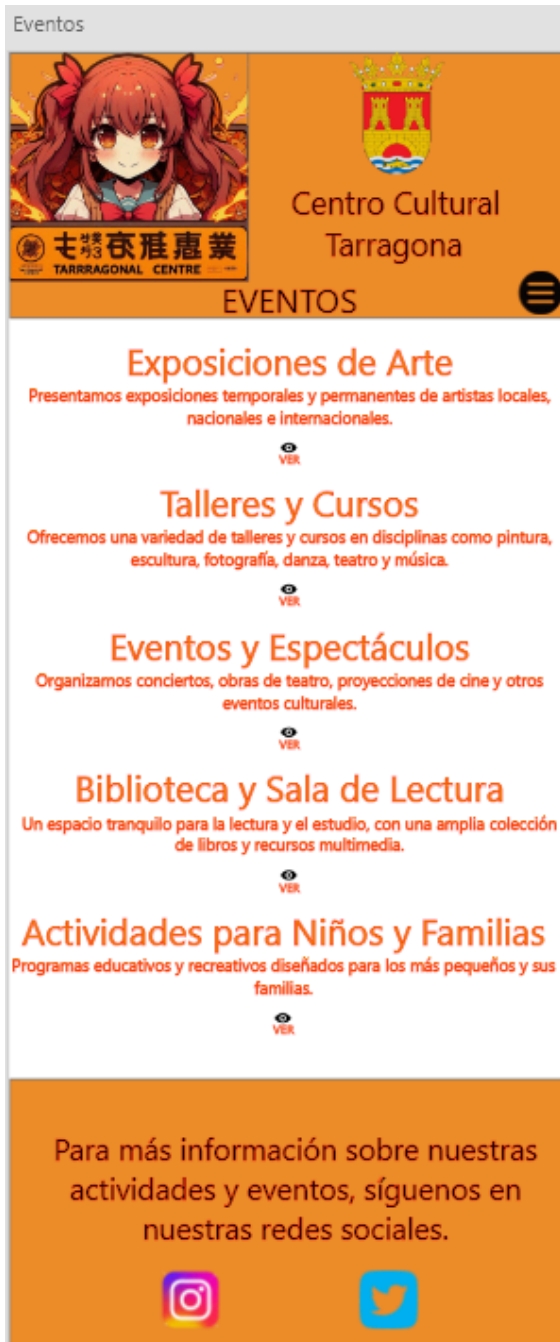 Eventos
Centro Cultural
Tarragona
TARRRAGONAL CENTRE
EVENTOS
Exposiciones de Arte
Presentamos exposiciones temporales y permanentes de artistas locales,
nacionales e internacionales.
VER
Talleres y Cursos
Ofrecemos una variedad de talleres y cursos en disciplinas como pintura,
escultura, fotografía, danza, teatro y música.
VER
Eventos y Espectáculos
Organizamos conciertos, obras de teatro, proyecciones de cine y otros
eventos culturales.
VER
Biblioteca y Sala de Lectura
Un espacio tranquilo para la lectura y el estudio, con una amplia colección
de libros y recursos multimedia.
VER
Actividades para Niños y Familias
Programas educativos y recreativos diseñados para los más pequeños y sus
familias.
VER
Para más información sobre nuestras
actividades y eventos, síguenos en
nuestras redes sociales.